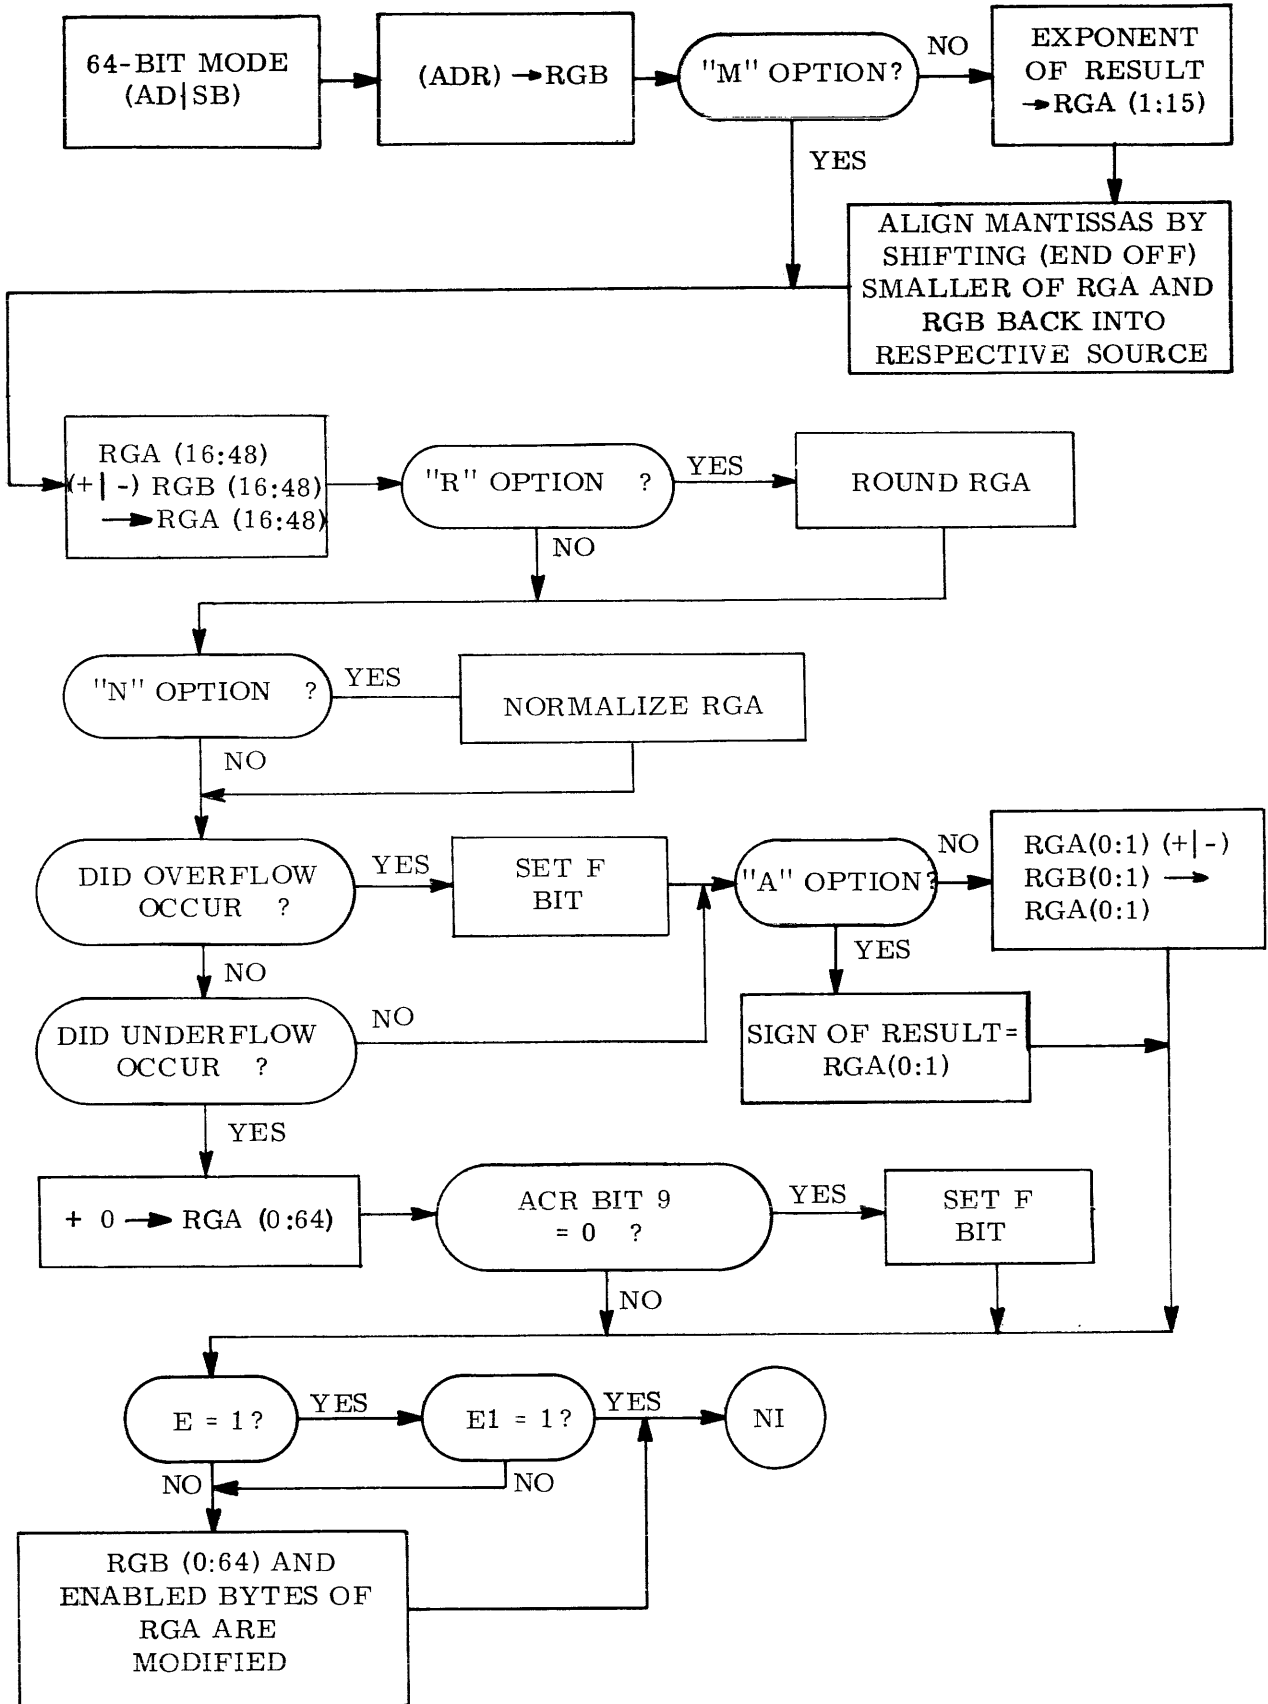 64-BIT MODE
(AD|SB)
(ADR) → RGB
"M" OPTION?
NO
YES
EXPONENT
OF RESULT
→ RGA (1:15)
ALIGN MANTISSAS BY
SHIFTING (END OFF)
SMALLER OF RGA AND
RGB BACK INTO
RESPECTIVE SOURCE
RGA (16:48)
(+|-) RGB (16:48)
→ RGA (16:48)
"R" OPTION ?
YES
NO
ROUND RGA
"N" OPTION ?
YES
NO
NORMALIZE RGA
DID OVERFLOW
OCCUR ?
YES
NO
SET F
BIT
"A" OPTION?
NO
YES
RGA(0:1) (+|-)
RGB(0:1) →
RGA(0:1)
SIGN OF RESULT=
RGA(0:1)
DID UNDERFLOW
OCCUR ?
NO
YES
+ 0 → RGA (0:64)
ACR BIT 9
= 0 ?
YES
NO
SET F
BIT
E = 1?
YES
NO
E1 = 1?
YES
NO
NI
RGB (0:64) AND
ENABLED BYTES OF
RGA ARE
MODIFIED